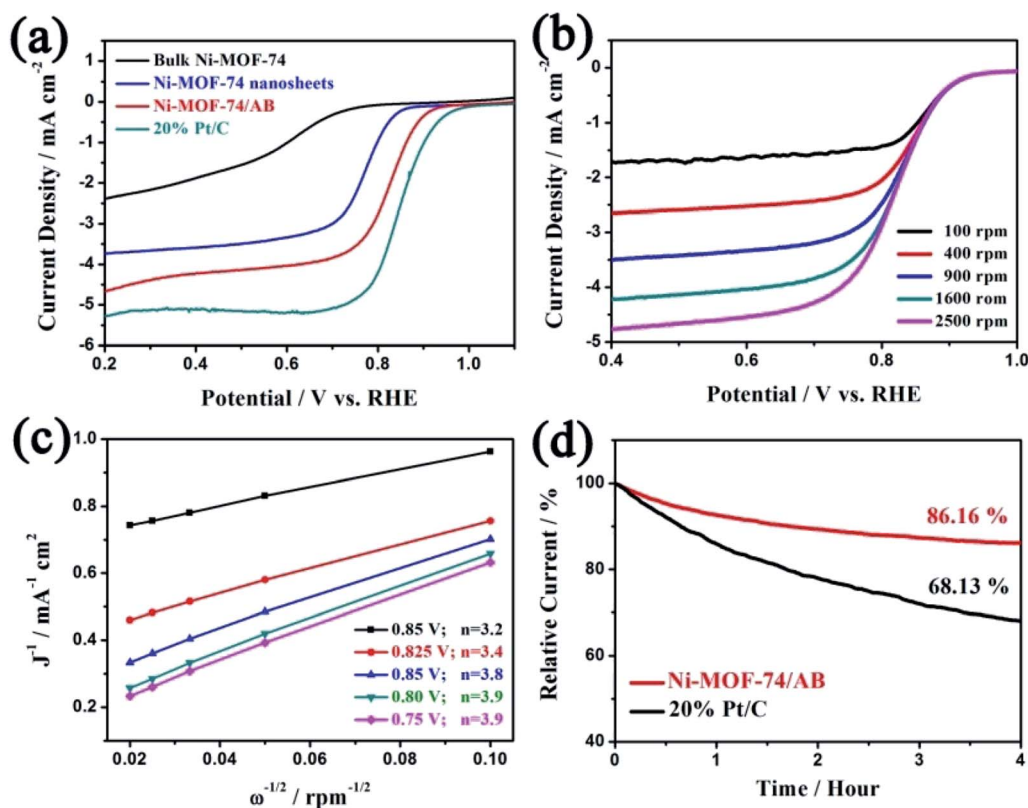 (a)
Bulk Ni-MOF-74
Ni-MOF-74 nanosheets
Ni-MOF-74/AB
20% Pt/C
Current Density / mA cm⁻²
1
0
-1
-2
-3
-4
-5
-6
0.2 0.4 0.6 0.8 1.0
Potential / V vs. RHE
(b)
Current Density / mA cm⁻²
0
-1
-2
-3
-4
-5
100 rpm
400 rpm
900 rpm
1600 rom
2500 rpm
0.4 0.6 0.8 1.0
Potential / V vs. RHE
(c)
J⁻¹ / mA⁻¹ cm²
1.0
0.8
0.6
0.4
0.2
0.85 V; n=3.2
0.825 V; n=3.4
0.85 V; n=3.8
0.80 V; n=3.9
0.75 V; n=3.9
0.02 0.04 0.06 0.08 0.10
ω⁻¹/² / rpm⁻¹/²
(d)
Relative Current / %
100
80
60
40
86.16 %
68.13 %
Ni-MOF-74/AB
20% Pt/C
0 1 2 3 4
Time / Hour